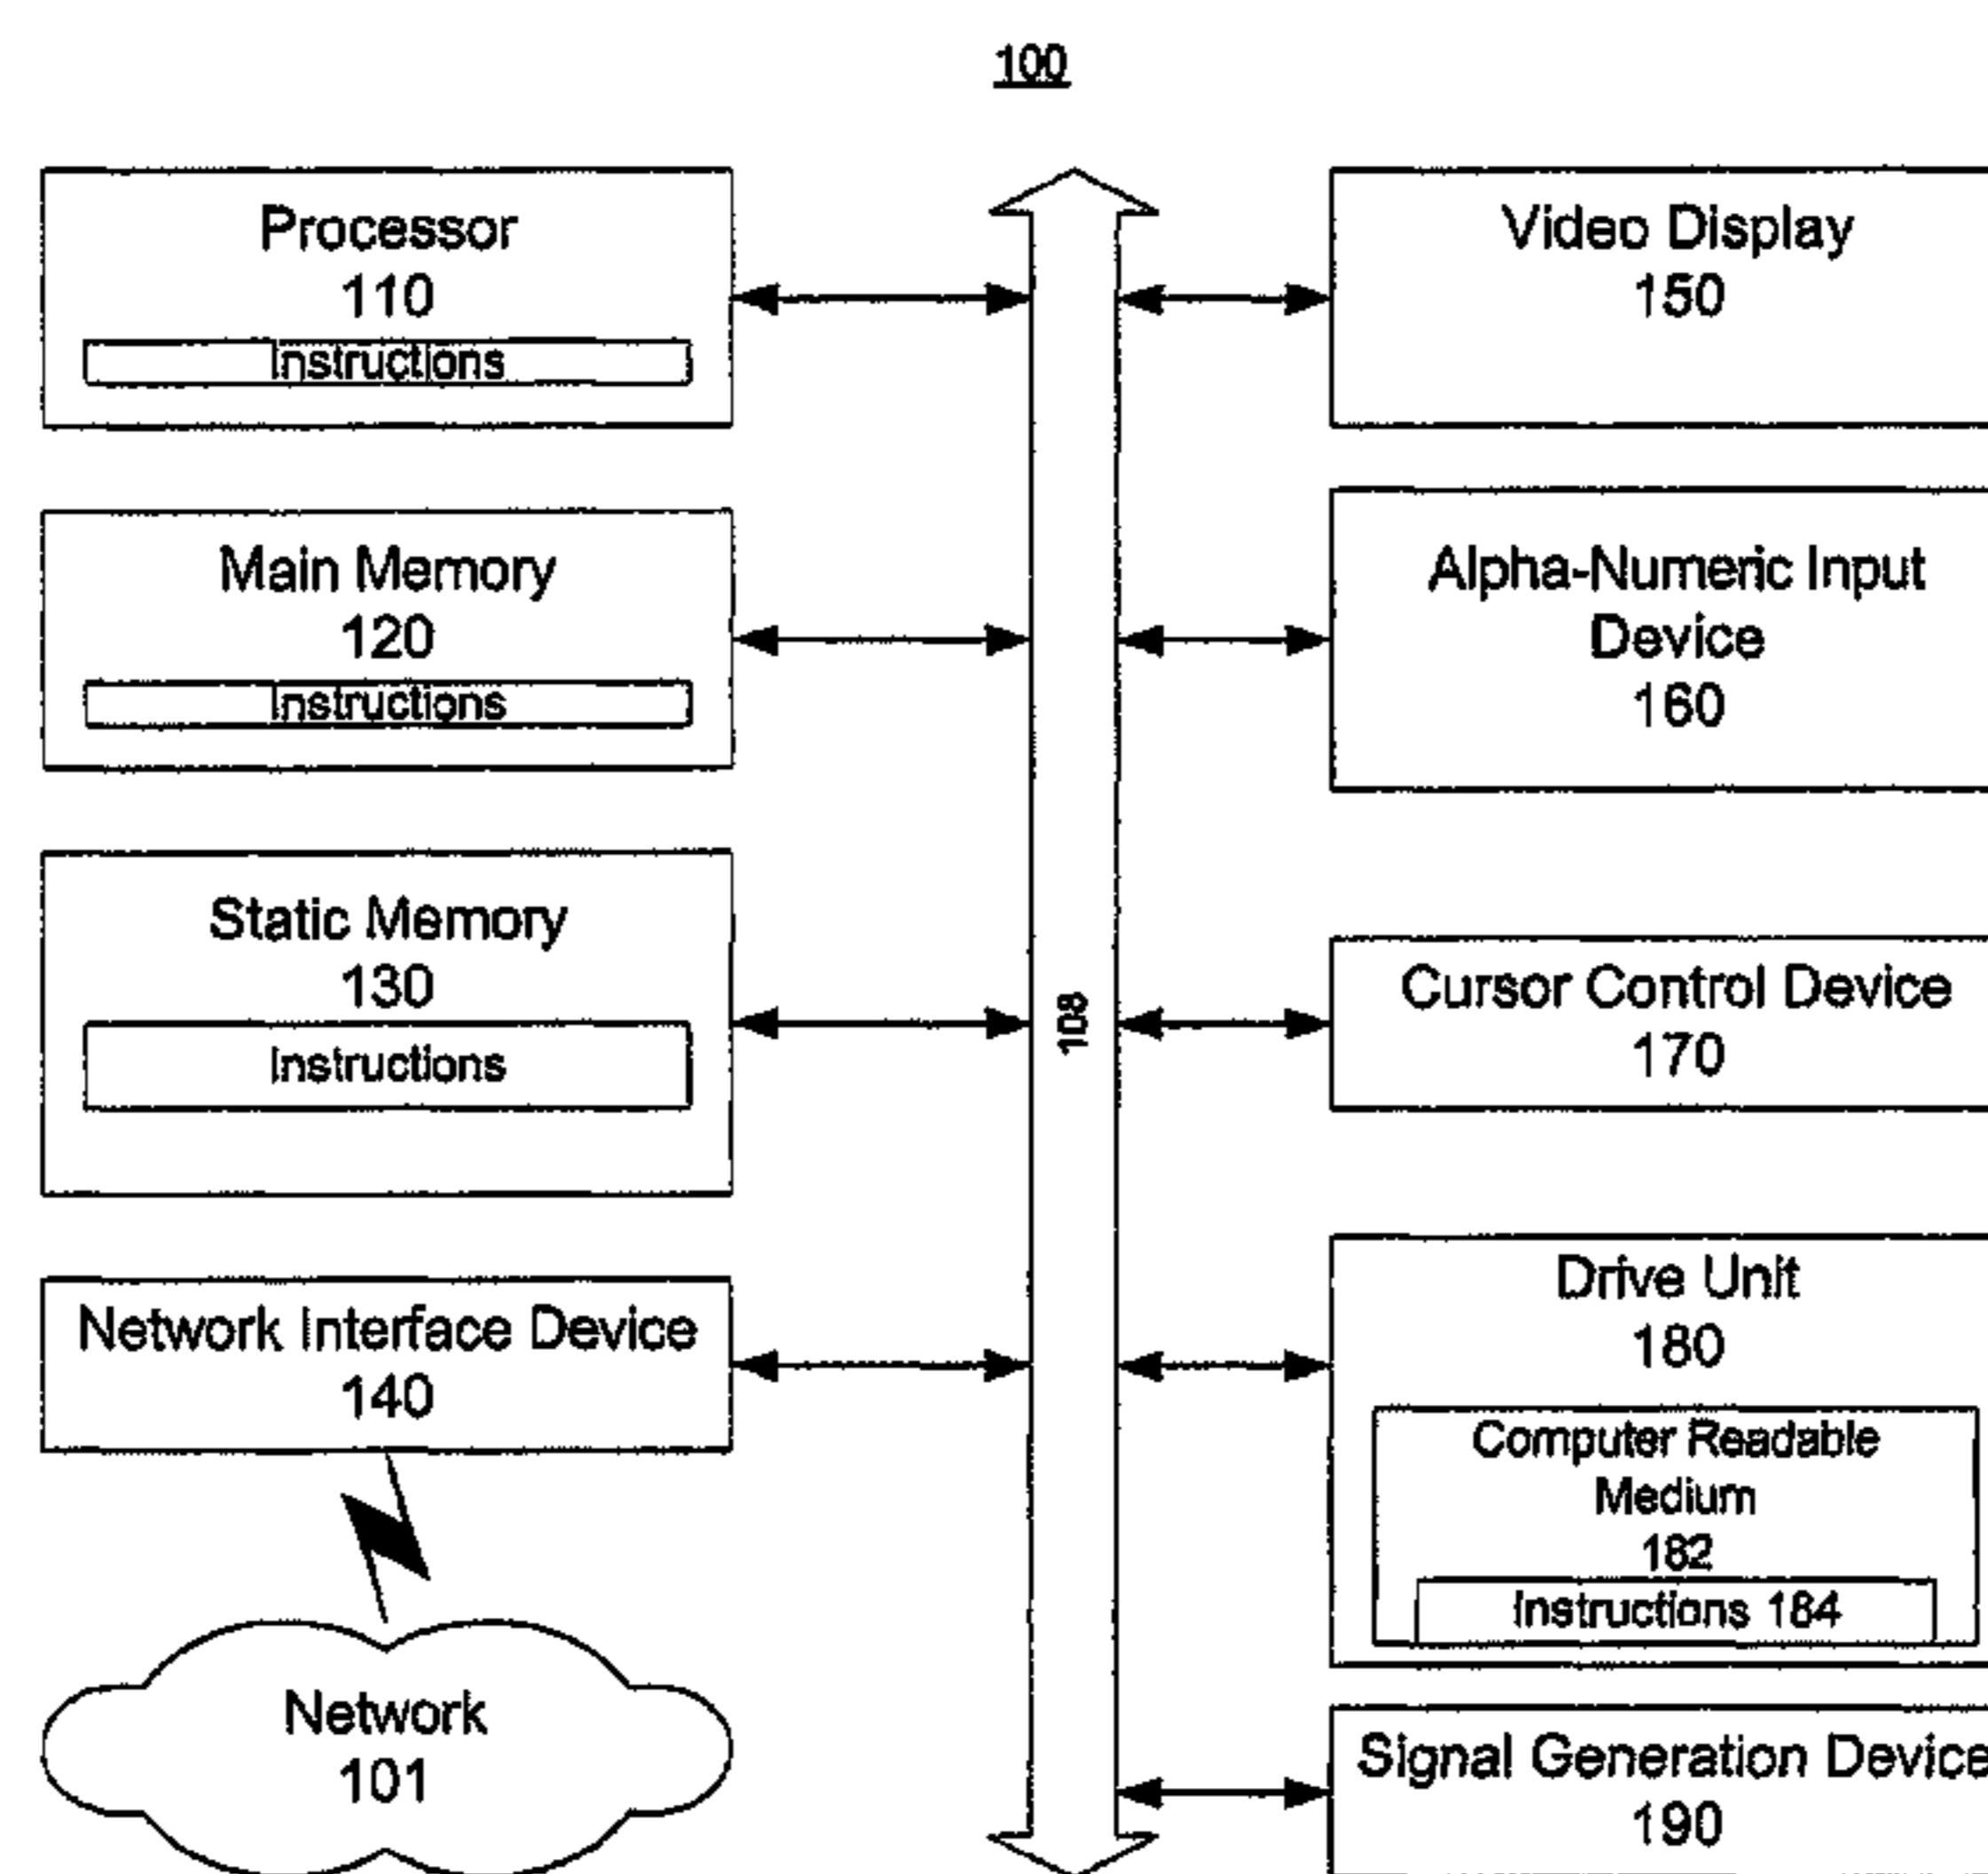 100
Processor
110
Instructions
Main Memory
120
Instructions
Static Memory
130
Instructions
Network Interface Device
140
Network
101
108
Video Display
150
Alpha-Numeric Input
Device
160
Cursor Control Device
170
Drive Unit
180
Computer Readable
Medium
182
Instructions 184
Signal Generation Device
190